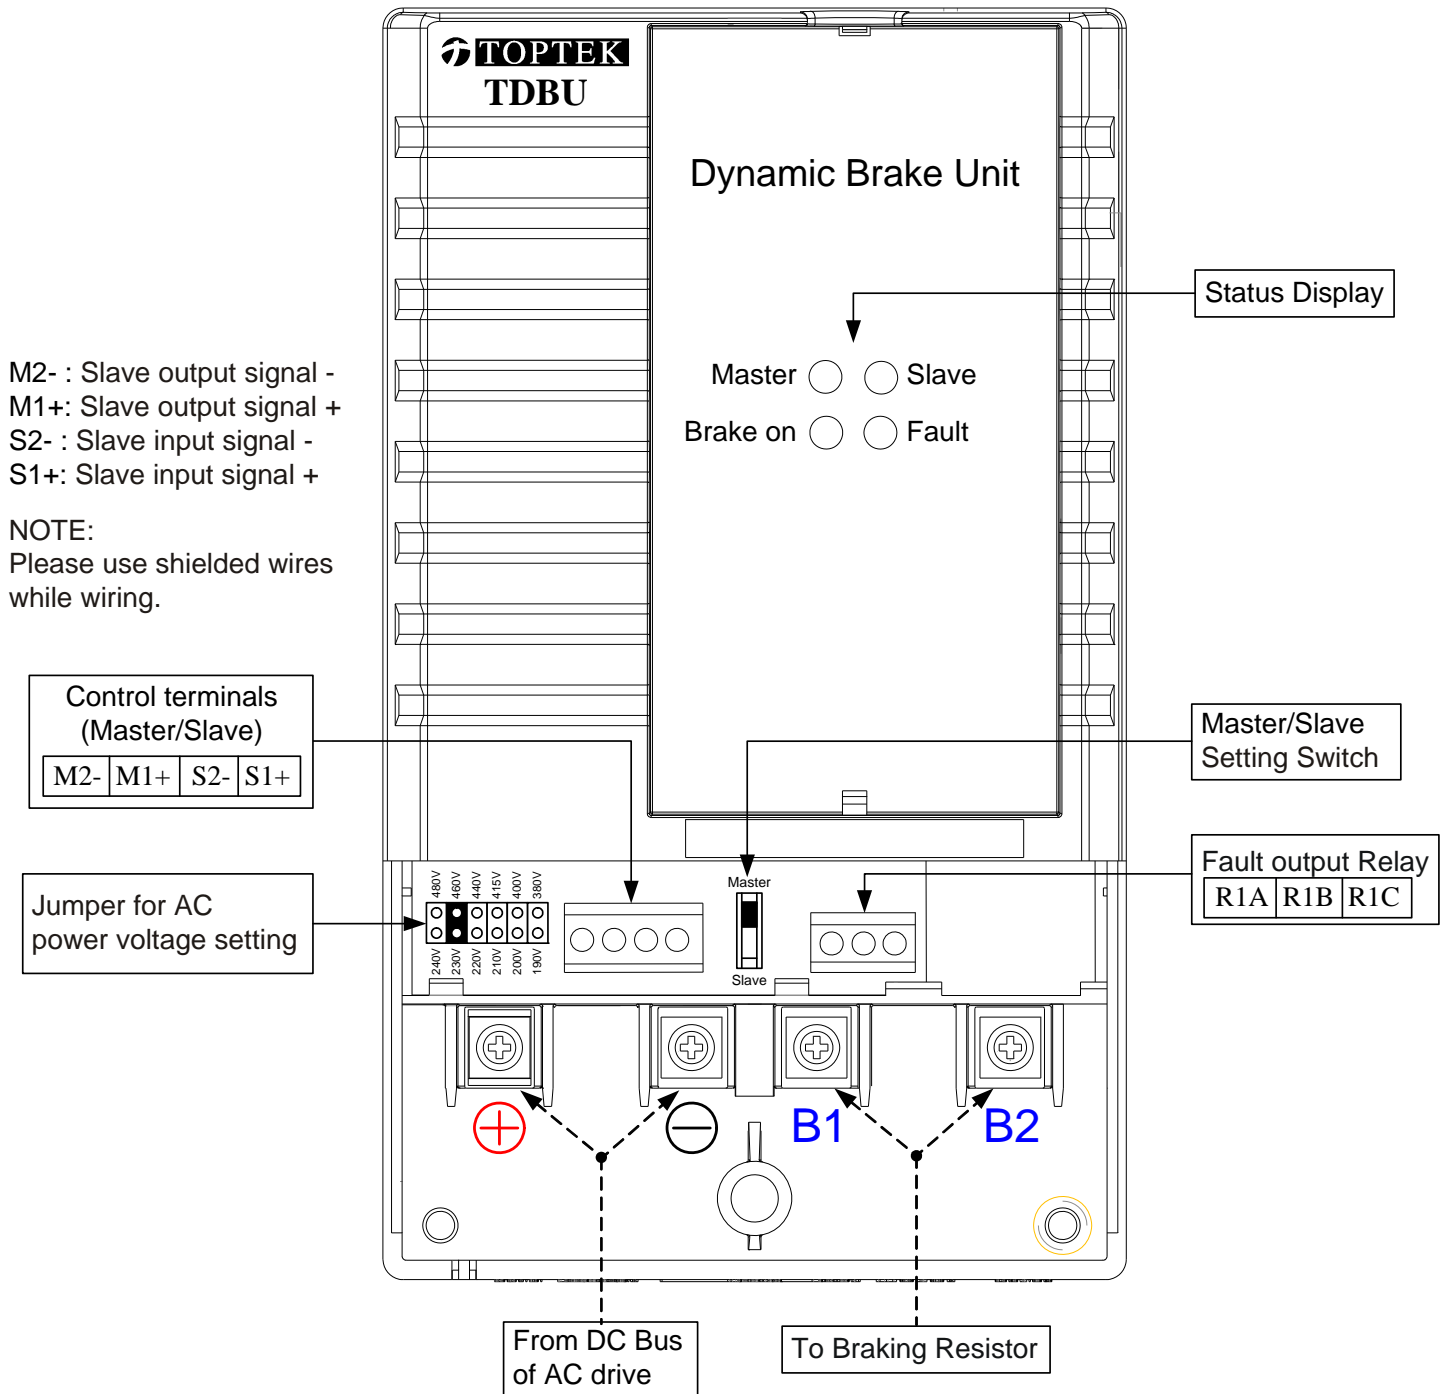 TOPTEK
TDBU
Dynamic Brake Unit
Status Display
Master
Slave
Brake on
Fault
M2- : Slave output signal -
M1+: Slave output signal +
S2- : Slave input signal -
S1+: Slave input signal +
NOTE:
Please use shielded wires
while wiring.
Control terminals
(Master/Slave)
M2- M1+ S2- S1+
Master/Slave
Setting Switch
Fault output Relay
R1A R1B R1C
Jumper for AC
power voltage setting
480V 460V 440V 415V 400V 380V
240V 230V 220V 210V 200V 190V
Master
Slave
B1
B2
From DC Bus
of AC drive
To Braking Resistor